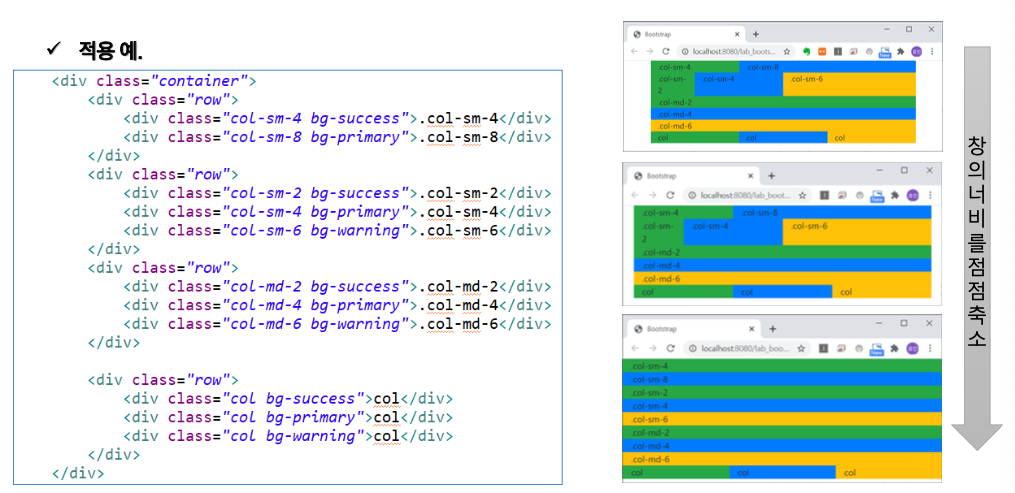 ✓ 적용 예.
<div class="container">
<div class="row">
<div class="col-sm-4 bg-success">.col-sm-4</div>
<div class="col-sm-8 bg-primary">.col-sm-8</div>
</div>
<div class="row">
<div class="col-sm-2 bg-success">.col-sm-2</div>
<div class="col-sm-4 bg-primary">.col-sm-4</div>
<div class="col-sm-6 bg-warning">.col-sm-6</div>
</div>
<div class="row">
<div class="col-md-2 bg-success">.col-md-2</div>
<div class="col-md-4 bg-primary">.col-md-4</div>
<div class="col-md-6 bg-warning">.col-md-6</div>
</div>
<div class="row">
<div class="col bg-success">col</div>
<div class="col bg-primary">col</div>
<div class="col bg-warning">col</div>
</div>
</div>
Bootstrap
localhost:8080/lab_boots...
New
.col-sm-4 .col-sm-8
.col-sm-2 .col-sm-4 .col-sm-6
.col-md-2
.col-md-4
.col-md-6
col col col
Bootstrap
localhost:8080/lab_boot...
New
.col-sm-4 .col-sm-8
.col-sm-2 .col-sm-4 .col-sm-6
.col-md-2
.col-md-4
.col-md-6
col col col
Bootstrap
localhost:8080/lab_boo...
New
.col-sm-4
.col-sm-8
.col-sm-2
.col-sm-4
.col-sm-6
.col-md-2
.col-md-4
.col-md-6
col col col
창의 너비를 점점 축소